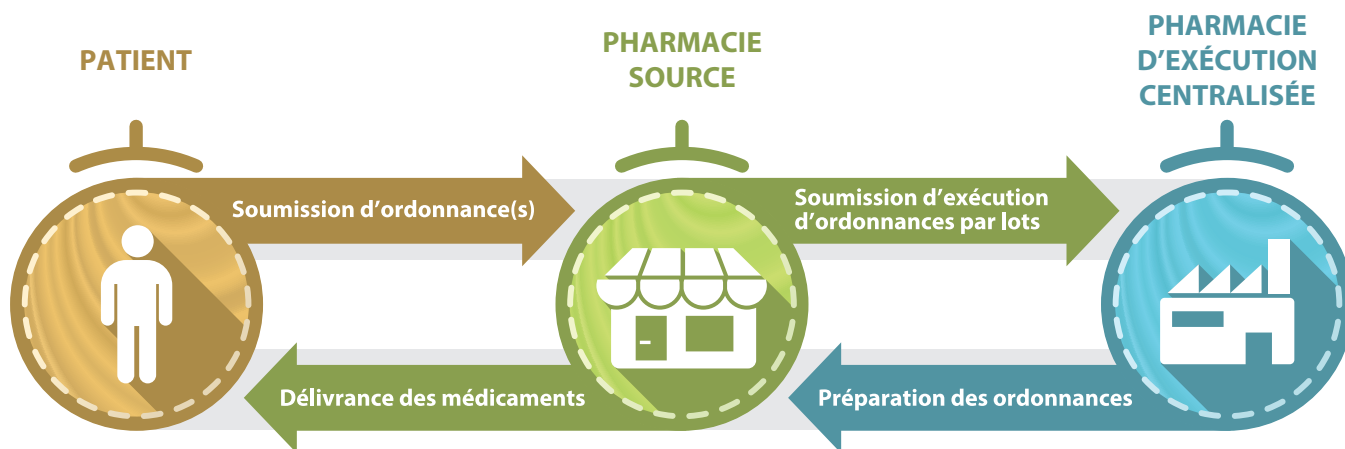 PATIENT
PHARMACIE
SOURCE
PHARMACIE
D'EXÉCUTION
CENTRALISÉE
Soumission d'ordonnance(s)
Soumission d'exécution
d'ordonnances par lots
Délivrance des médicaments
Préparation des ordonnances